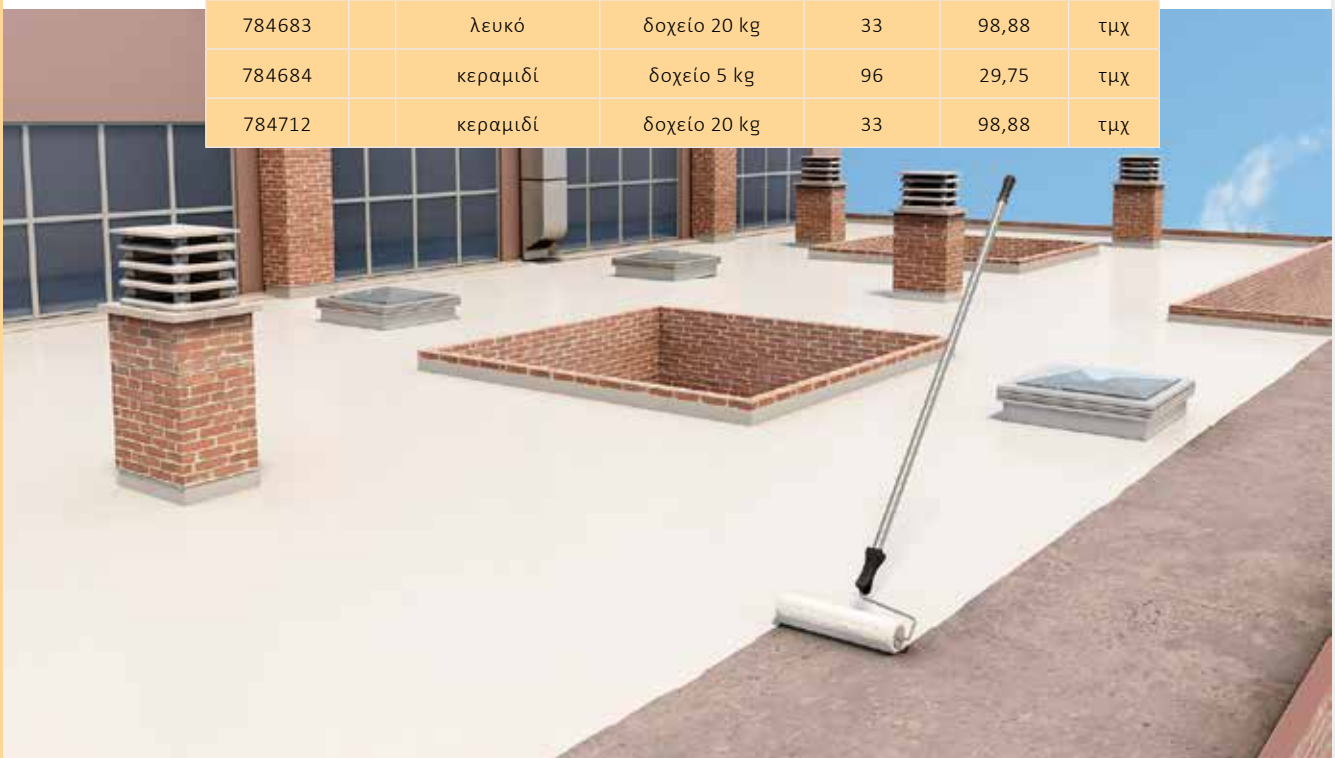 784683 λευκό δοχείο 20 kg 33 98,88 τμχ
784684 κεραμιδί δοχείο 5 kg 96 29,75 τμχ
784712 κεραμιδί δοχείο 20 kg 33 98,88 τμχ